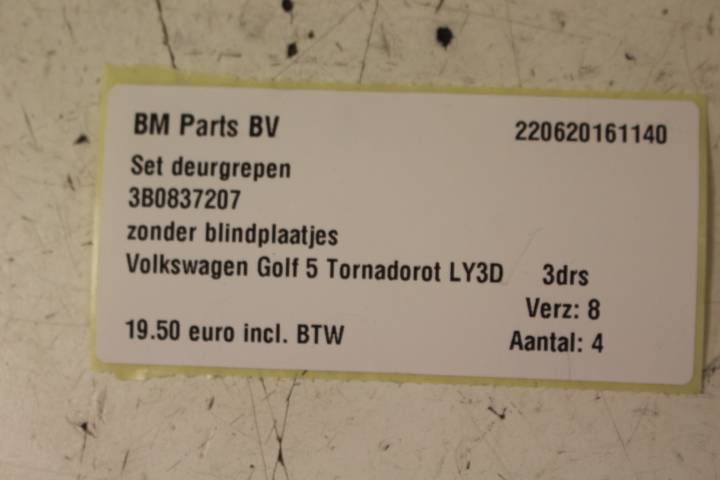 BM Parts BV 220620161140
Set deurgrepen
3B0837207
zonder blindplaatjes
Volkswagen Golf 5 Tornadorot LY3D 3drs
Verz: 8
19.50 euro incl. BTW Aantal: 4